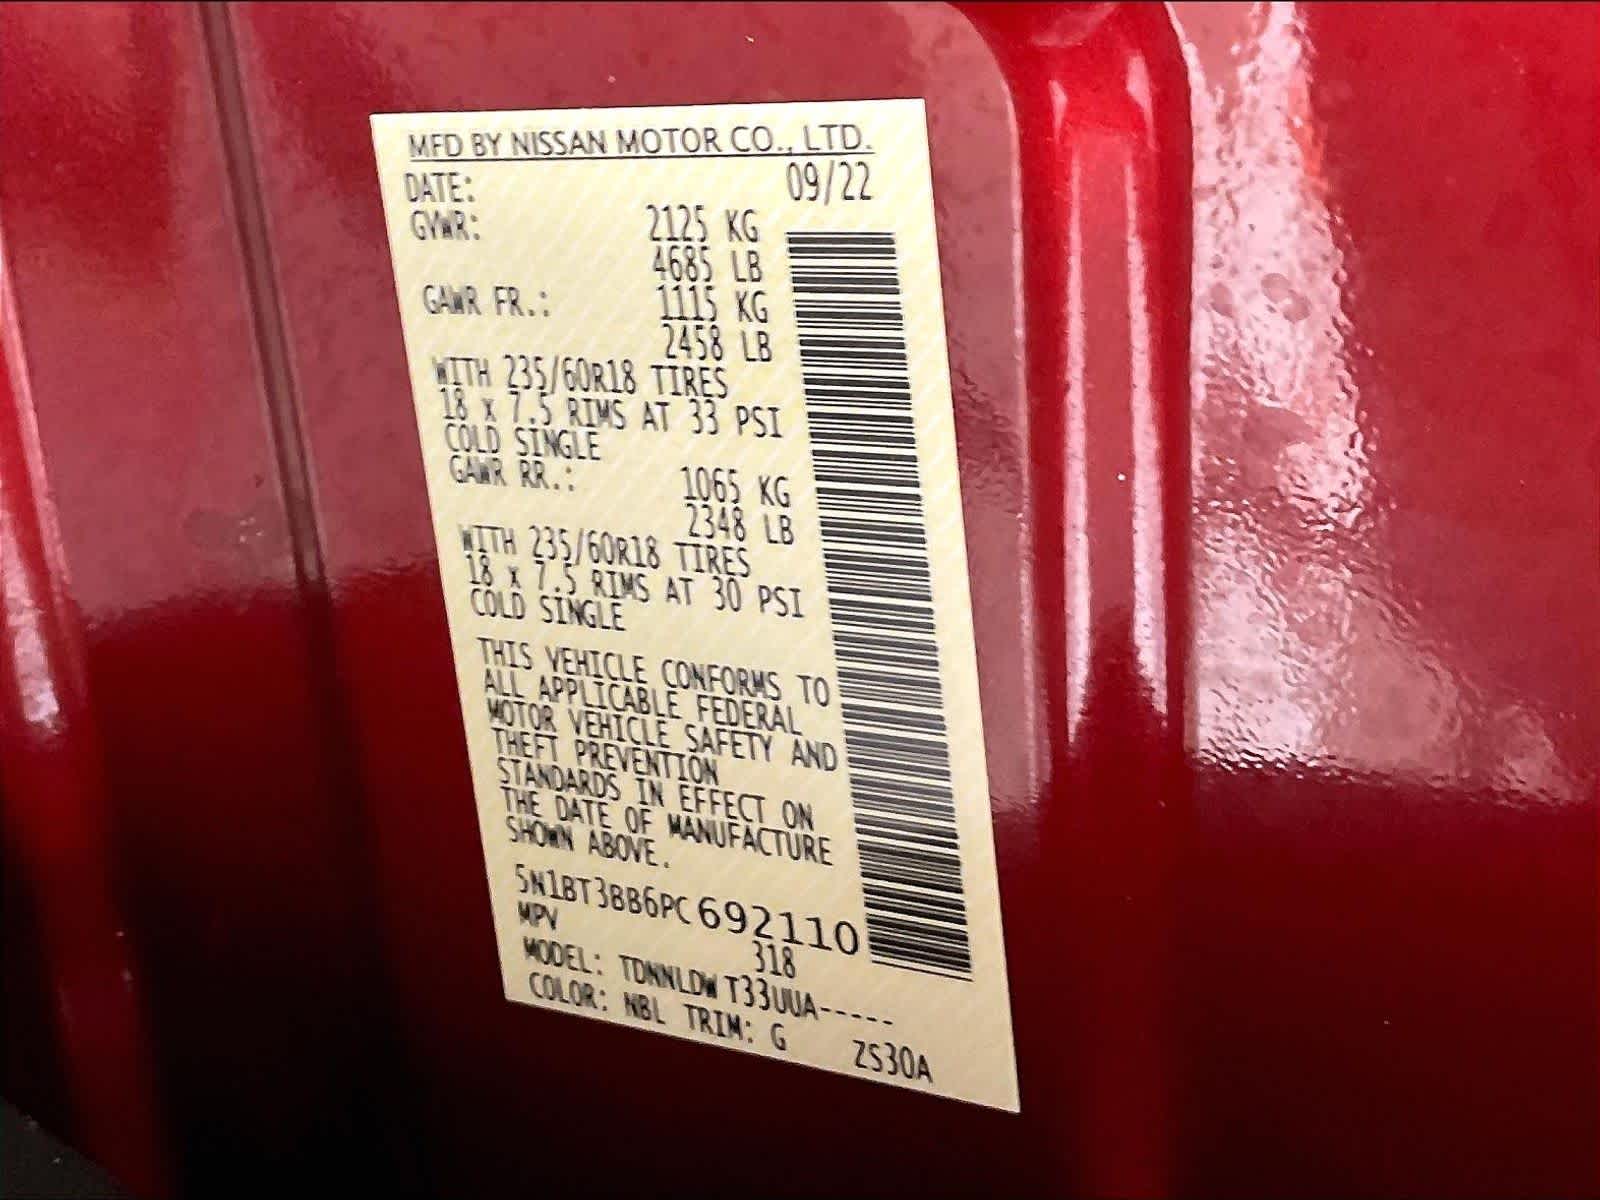 MFD BY NISSAN MOTOR CO., LTD.
DATE: 09/22
GVWR: 2125 KG
4685 LB
GAWR FR.: 1115 KG
2458 LB
WITH 235/60R18 TIRES
18 x 7.5 RIMS AT 33 PSI
COLD SINGLE
GAWR RR.: 1065 KG
2348 LB
WITH 235/60R18 TIRES
18 x 7.5 RIMS AT 30 PSI
COLD SINGLE
THIS VEHICLE CONFORMS TO
ALL APPLICABLE FEDERAL
MOTOR VEHICLE SAFETY AND
THEFT PREVENTION
STANDARDS IN EFFECT ON
THE DATE OF MANUFACTURE
SHOWN ABOVE.
5N1BT3BB6PC692110
MPV 318
MODEL: TDNNLDW T33UUA-----
COLOR: NBL TRIM: G ZS30A